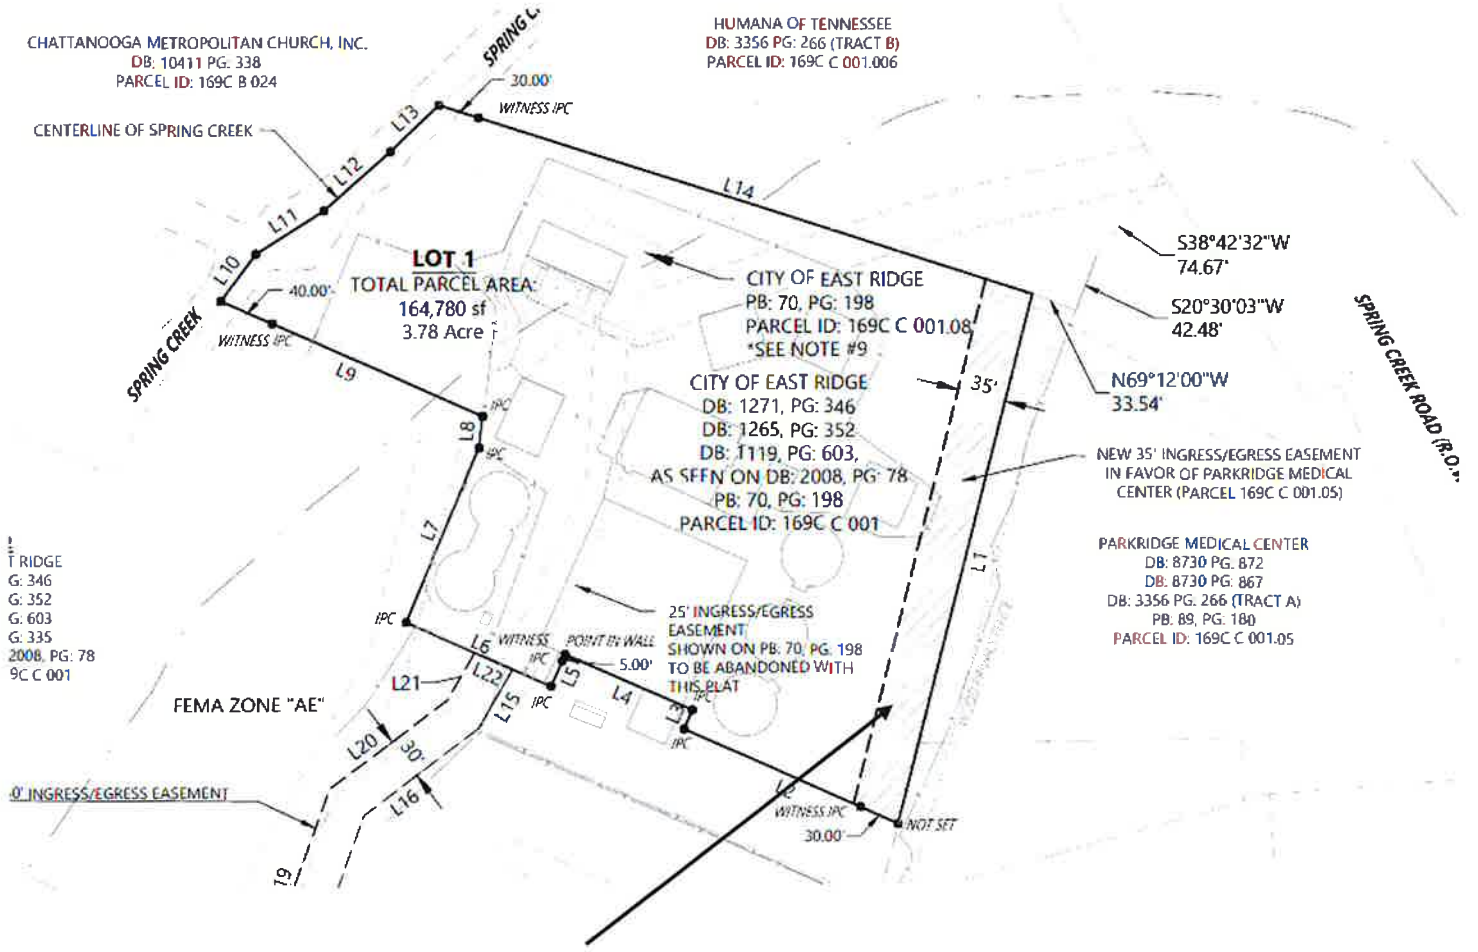 CHATTANOOGA METROPOLITAN CHURCH, INC.
DB: 10411 PG: 338
PARCEL ID: 169C B 024
CENTERLINE OF SPRING CREEK
SPRING C.
HUMANA OF TENNESSEE
DB: 3356 PG: 266 (TRACT B)
PARCEL ID: 169C C 001.006
30.00'
WITNESS IPC
L13
L12
L11
L10
L14
LOT 1
TOTAL PARCEL AREA:
164,780 sf
3.78 Acre
40.00'
WITNESS IPC
SPRING CREEK
L9
CITY OF EAST RIDGE
PB: 70, PG: 198
PARCEL ID: 169C C 001.08
*SEE NOTE #9
CITY OF EAST RIDGE
DB: 1271, PG: 346
DB: 1265, PG: 352
DB: 1119, PG: 603,
AS SEEN ON DB: 2008, PG: 78
PB: 70, PG: 198
PARCEL ID: 169C C 001
35'
S38°42'32"W
74.67'
S20°30'03"W
42.48'
N69°12'00"W
33.54'
SPRING CREEK ROAD (R.O.W
NEW 35' INGRESS/EGRESS EASEMENT
IN FAVOR OF PARKRIDGE MEDICAL
CENTER (PARCEL 169C C 001.05)
PARKRIDGE MEDICAL CENTER
DB: 8730 PG: 872
DB: 8730 PG: 867
DB: 3356 PG: 266 (TRACT A)
PB: 89, PG: 180
PARCEL ID: 169C C 001.05
IPC
L8
IPC
L7
L1
IPC
L6
WITNESS
IPC
POINT IN WALL
5.00'
25' INGRESS/EGRESS
EASEMENT
SHOWN ON PB: 70, PG: 198
TO BE ABANDONED WITH
THIS PLAT
L5
L4
L3
IPC
IPC
IPC
L22
L21
L15
T RIDGE
G: 346
G: 352
G: 603
G: 335
2008, PG: 78
9C C 001
FEMA ZONE "AE"
L20
30'
L16
0' INGRESS/EGRESS EASEMENT
L2
WITNESS IPC
30.00'
NOT SET
19